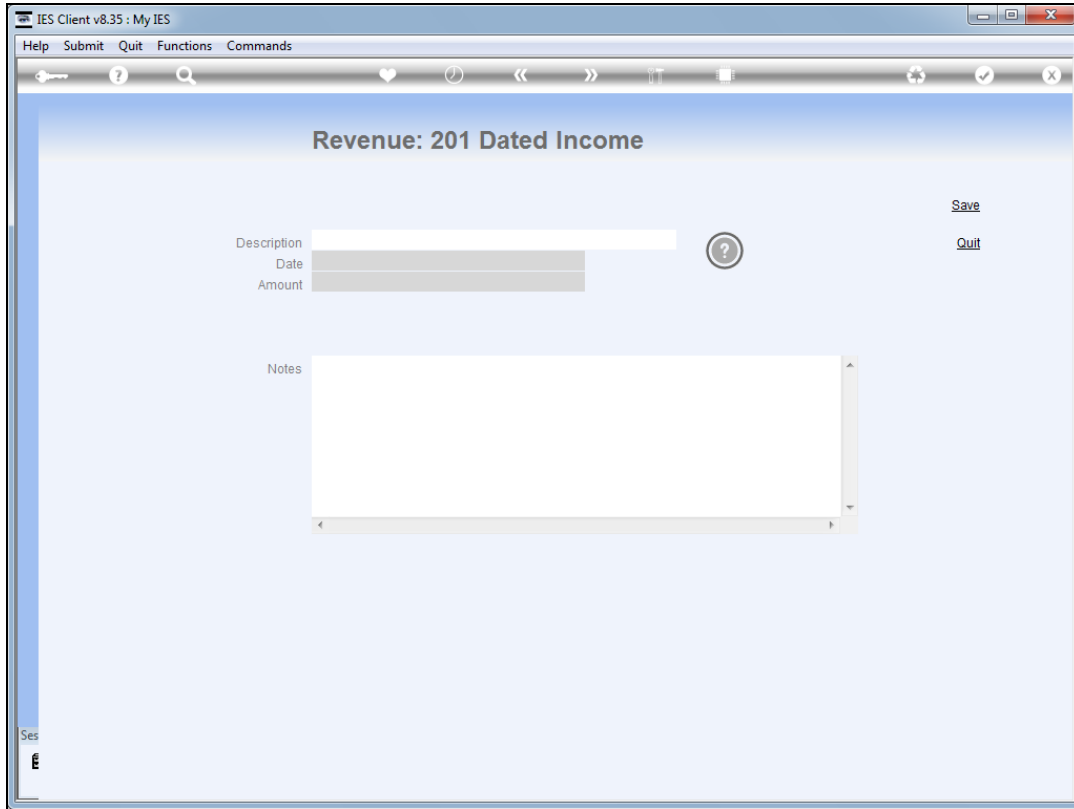 IES Client v8.35 : My IES
Help Submit Quit Functions Commands
Revenue: 201 Dated Income
Save
Description
Quit
Date
Amount
Notes
Ses